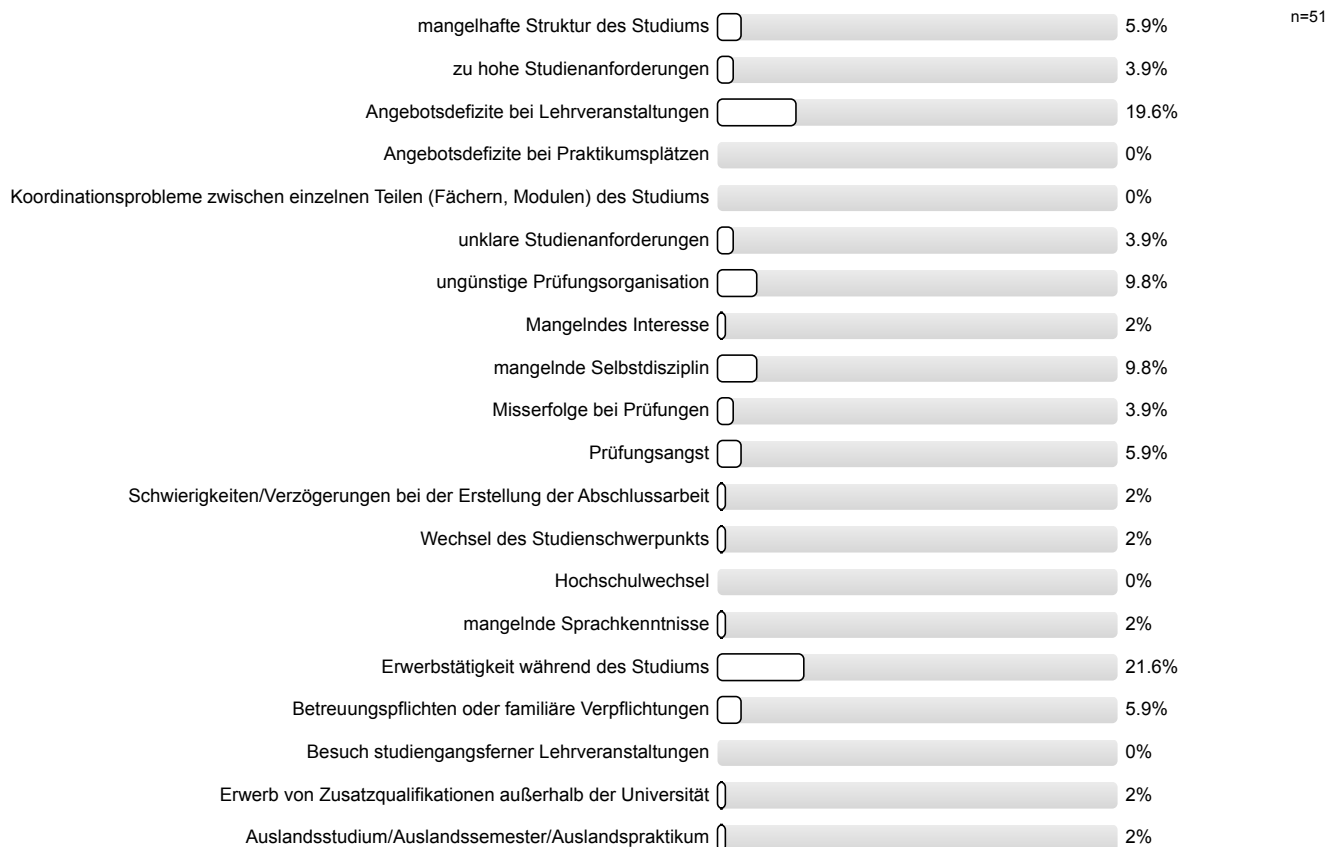 n=51
mangelhafte Struktur des Studiums 5.9%
zu hohe Studienanforderungen 3.9%
Angebotsdefizite bei Lehrveranstaltungen 19.6%
Angebotsdefizite bei Praktikumsplätzen 0%
Koordinationsprobleme zwischen einzelnen Teilen (Fächern, Modulen) des Studiums 0%
unklare Studienanforderungen 3.9%
ungünstige Prüfungsorganisation 9.8%
Mangelndes Interesse 2%
mangelnde Selbstdisziplin 9.8%
Misserfolge bei Prüfungen 3.9%
Prüfungsangst 5.9%
Schwierigkeiten/Verzögerungen bei der Erstellung der Abschlussarbeit 2%
Wechsel des Studienschwerpunkts 2%
Hochschulwechsel 0%
mangelnde Sprachkenntnisse 2%
Erwerbstätigkeit während des Studiums 21.6%
Betreuungspflichten oder familiäre Verpflichtungen 5.9%
Besuch studiengangsferner Lehrveranstaltungen 0%
Erwerb von Zusatzqualifikationen außerhalb der Universität 2%
Auslandsstudium/Auslandssemester/Auslandspraktikum 2%